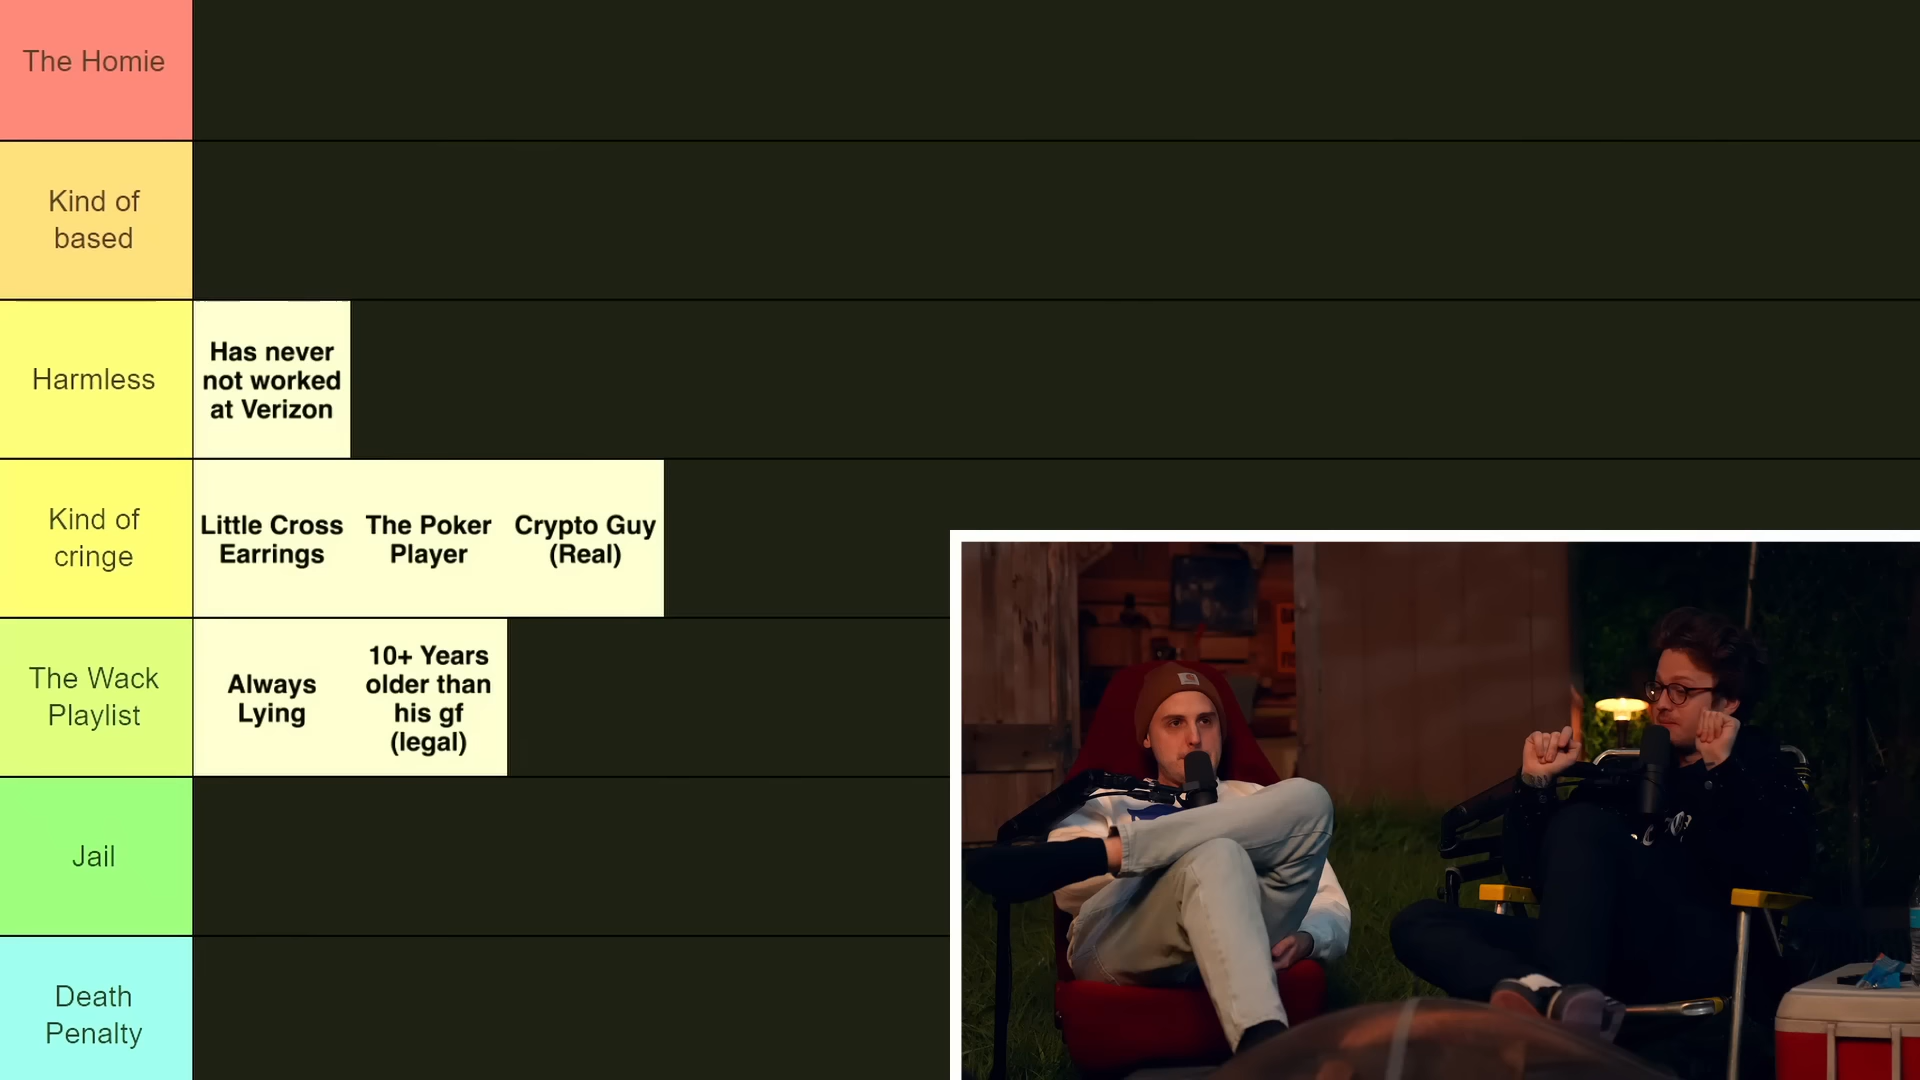 The Homie
Kind of
based
Harmless
Has never
not worked
at Verizon
Kind of
cringe
Little Cross
Earrings
The Poker
Player
Crypto Guy
(Real)
The Wack
Playlist
Always
Lying
10+ Years
older than
his gf
(legal)
Jail
Death
Penalty